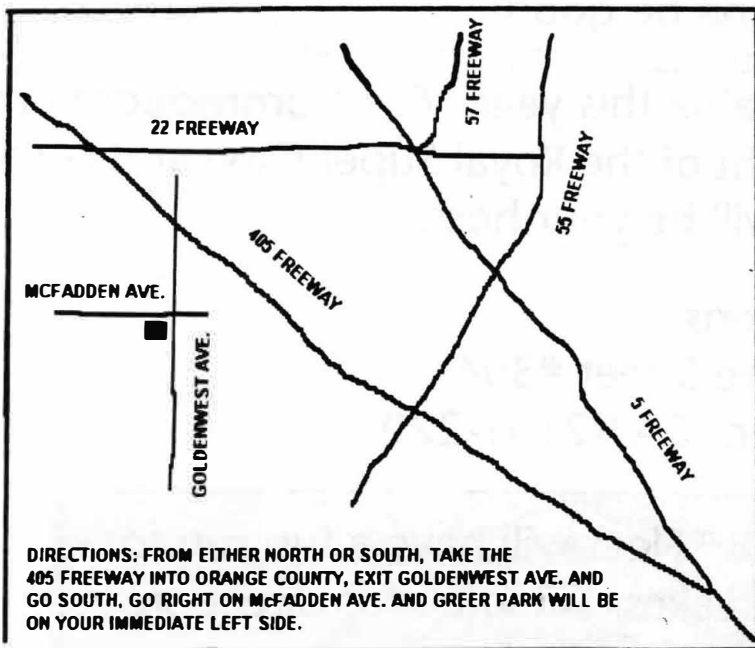 57 FREEWAY
22 FREEWAY
55 FREEWAY
405 FREEWAY
MCFADDEN AVE.
GOLDENWEST AVE.
5 FREEWAY
DIRECTIONS: FROM EITHER NORTH OR SOUTH, TAKE THE
405 FREEWAY INTO ORANGE COUNTY, EXIT GOLDENWEST AVE. AND
GO SOUTH, GO RIGHT ON McFADDEN AVE. AND GREER PARK WILL BE
ON YOUR IMMEDIATE LEFT SIDE.